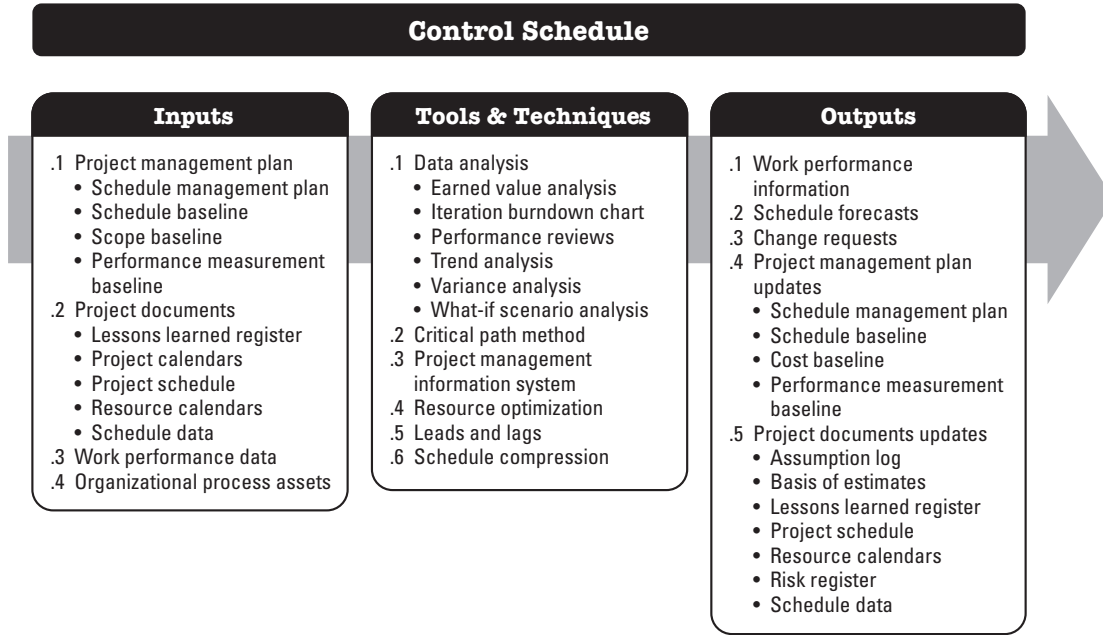 Control Schedule
Inputs
.1 Project management plan
• Schedule management plan
• Schedule baseline
• Scope baseline
• Performance measurement
baseline
.2 Project documents
• Lessons learned register
• Project calendars
• Project schedule
• Resource calendars
• Schedule data
.3 Work performance data
.4 Organizational process assets
Tools & Techniques
.1 Data analysis
• Earned value analysis
• Iteration burndown chart
• Performance reviews
• Trend analysis
• Variance analysis
• What-if scenario analysis
.2 Critical path method
.3 Project management
information system
.4 Resource optimization
.5 Leads and lags
.6 Schedule compression
Outputs
.1 Work performance
information
.2 Schedule forecasts
.3 Change requests
.4 Project management plan
updates
• Schedule management plan
• Schedule baseline
• Cost baseline
• Performance measurement
baseline
.5 Project documents updates
• Assumption log
• Basis of estimates
• Lessons learned register
• Project schedule
• Resource calendars
• Risk register
• Schedule data